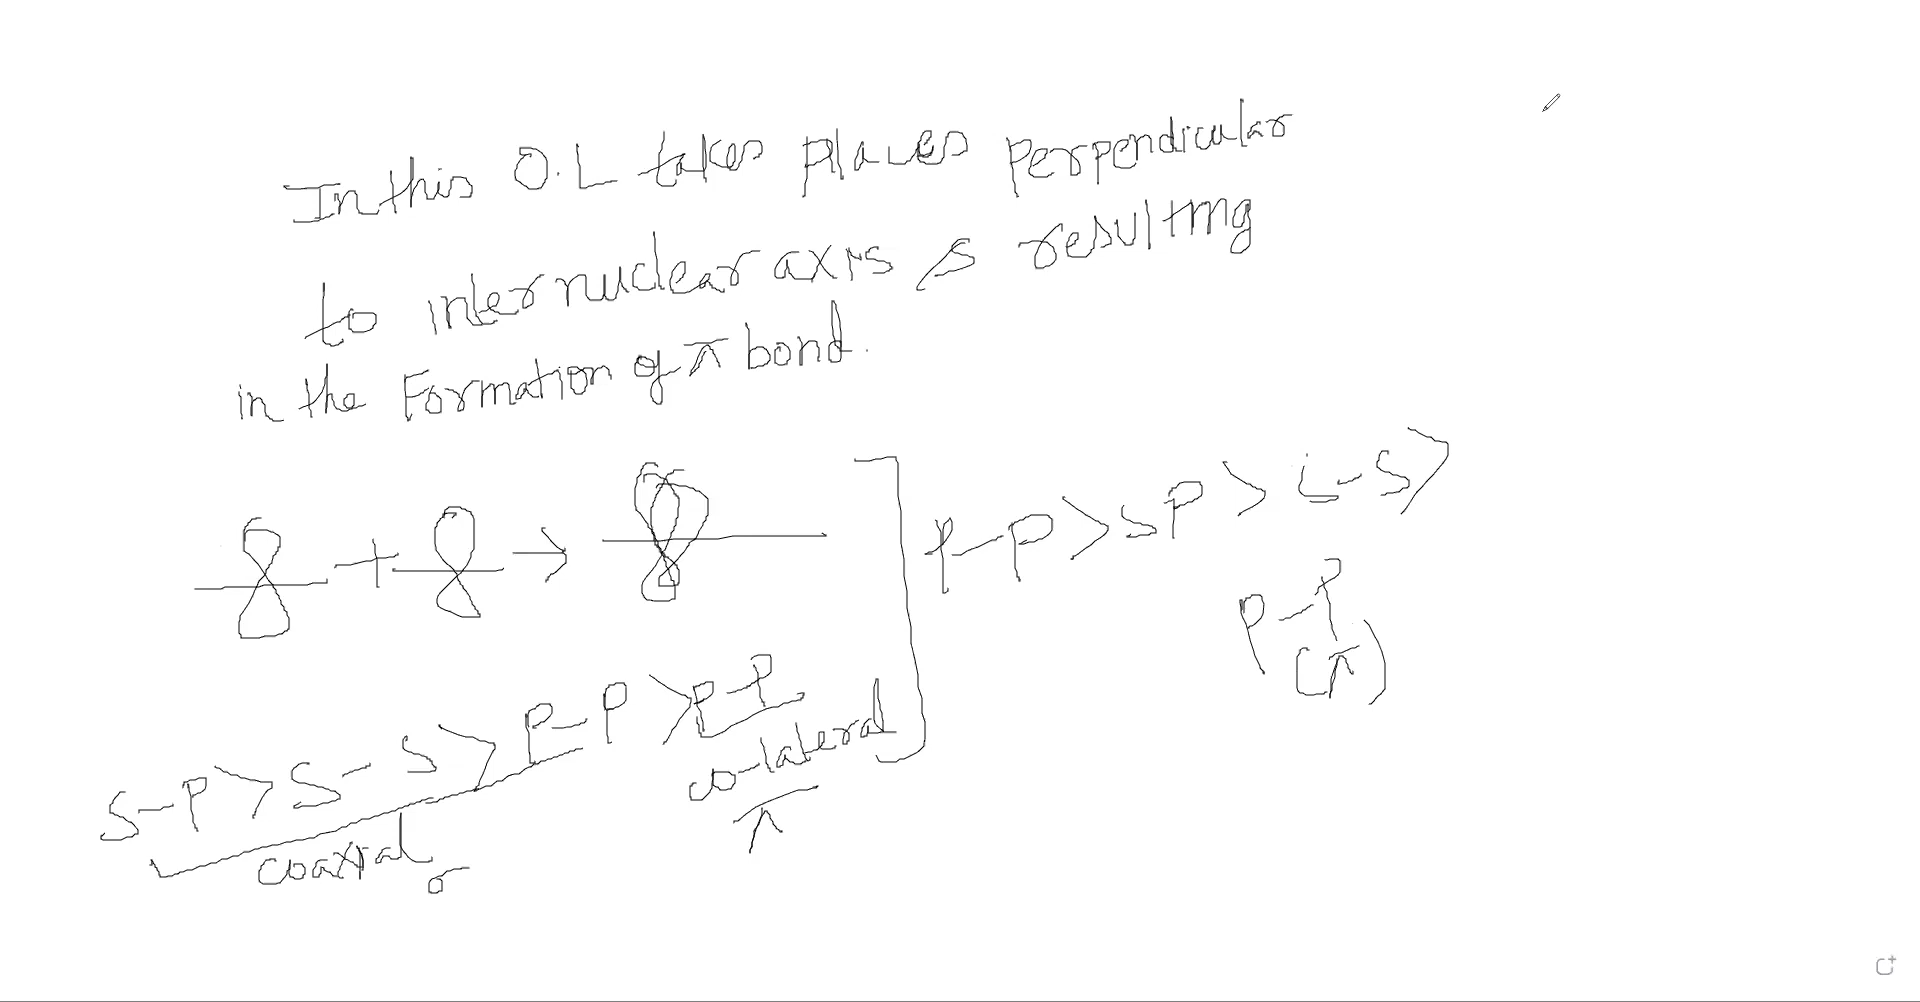 In this O.L takes places perpendicular
to internuclear axis & resulting
in the Formation of π bond.
+ →
P-P > SP > S-S >
P-P
(π)
S-P > S-S > P-P > P-P
co-lateral
π
coaxial
σ